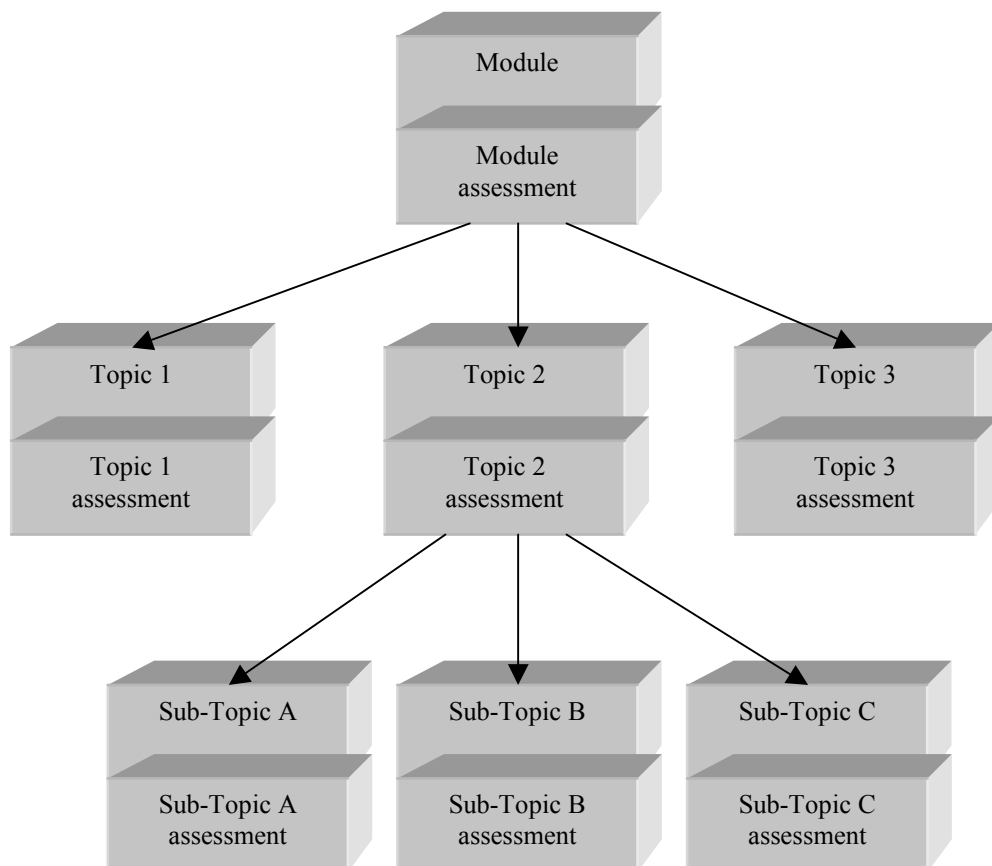 Module
Module
assessment
Topic 1
Topic 2
Topic 3
Topic 1
assessment
Topic 2
assessment
Topic 3
assessment
Sub-Topic A
Sub-Topic B
Sub-Topic C
Sub-Topic A
assessment
Sub-Topic B
assessment
Sub-Topic C
assessment